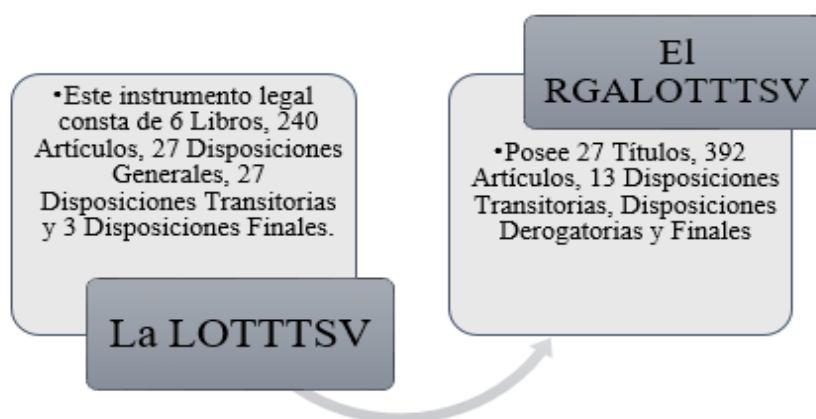 •Este instrumento legal
consta de 6 Libros, 240
Artículos, 27 Disposiciones
Generales, 27
Disposiciones Transitorias
y 3 Disposiciones Finales.
La LOTTTSV
El
RGALOTTTSV
•Posee 27 Títulos, 392
Artículos, 13 Disposiciones
Transitorias, Disposiciones
Derogatorias y Finales